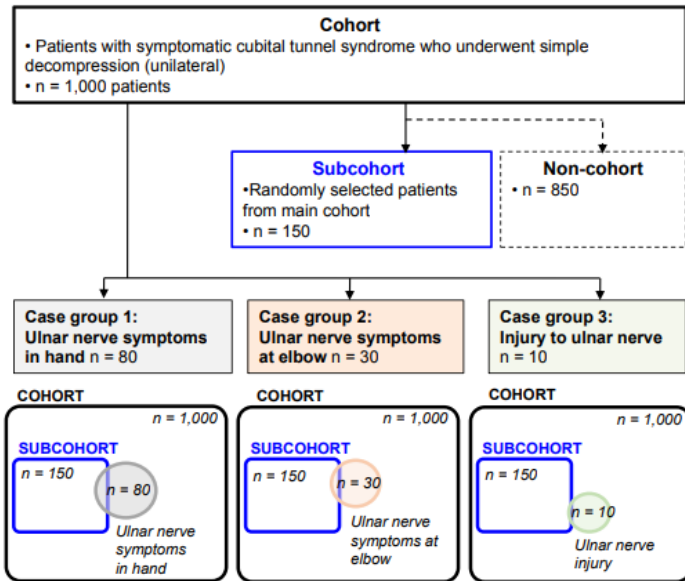 Cohort
• Patients with symptomatic cubital tunnel syndrome who underwent simple
decompression (unilateral)
• n = 1,000 patients
Subcohort
•Randomly selected patients
from main cohort
• n = 150
Non-cohort
• n = 850
Case group 1:
Ulnar nerve symptoms
in hand n = 80
Case group 2:
Ulnar nerve symptoms
at elbow n = 30
Case group 3:
Injury to ulnar nerve
n = 10
COHORT
n = 1,000
SUBCOHORT
n = 150
n = 80
Ulnar nerve
symptoms
in hand
COHORT
n = 1,000
SUBCOHORT
n = 150
n = 30
Ulnar nerve
symptoms at
elbow
COHORT
n = 1,000
SUBCOHORT
n = 150
n = 10
Ulnar nerve
injury